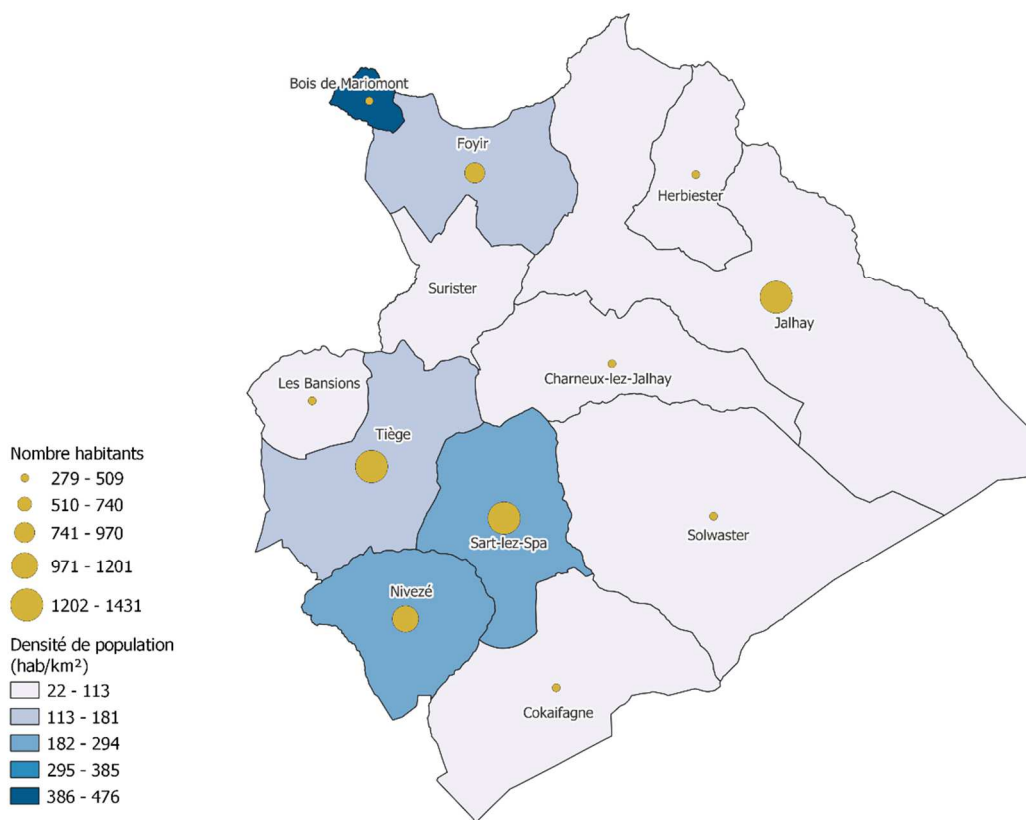 Bois de Mariomont
Foyir
Herbiester
Surister
Jalhay
Charneux-lez-Jalhay
Les Bansions
Tiège
Sart-lez-Spa
Solwaster
Nivezé
Cokaifagne
Nombre habitants
279 - 509
510 - 740
741 - 970
971 - 1201
1202 - 1431
Densité de population
(hab/km²)
22 - 113
113 - 181
182 - 294
295 - 385
386 - 476